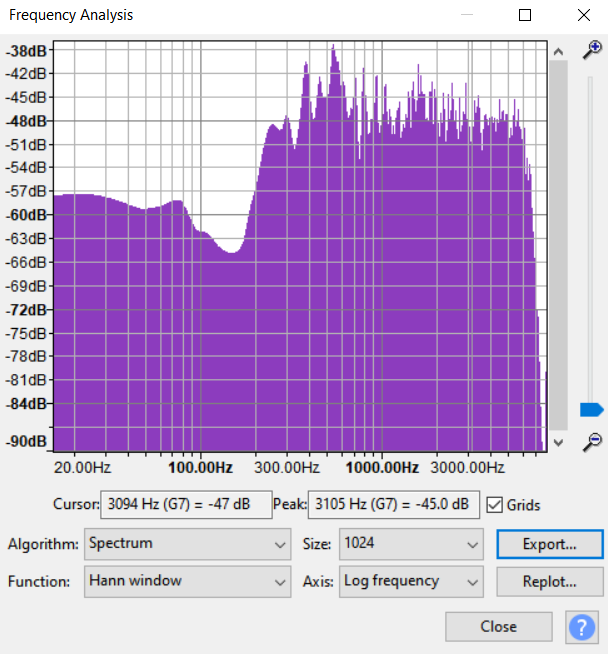 Frequency Analysis
-38dB
-42dB
-45dB
-48dB
-51dB
-54dB
-57dB
-60dB
-63dB
-66dB
-69dB
-72dB
-75dB
-78dB
-81dB
-84dB
-90dB
20.00Hz 100.00Hz 300.00Hz 1000.00Hz 3000.00Hz
Cursor: 3094 Hz (G7) = -47 dB Peak: 3105 Hz (G7) = -45.0 dB Grids
Algorithm: Spectrum Size: 1024 Export...
Function: Hann window Axis: Log frequency Replot...
Close ?